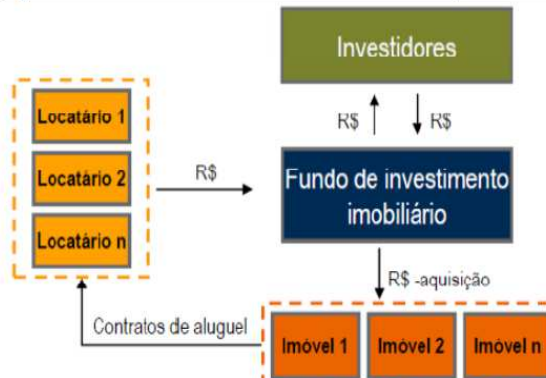 Investidores
R$
R$
Locatário 1
Locatário 2
Locatário n
R$
Fundo de investimento
imobiliário
R$ -aquisição
Contratos de aluguel
Imóvel 1
Imóvel 2
Imóvel n